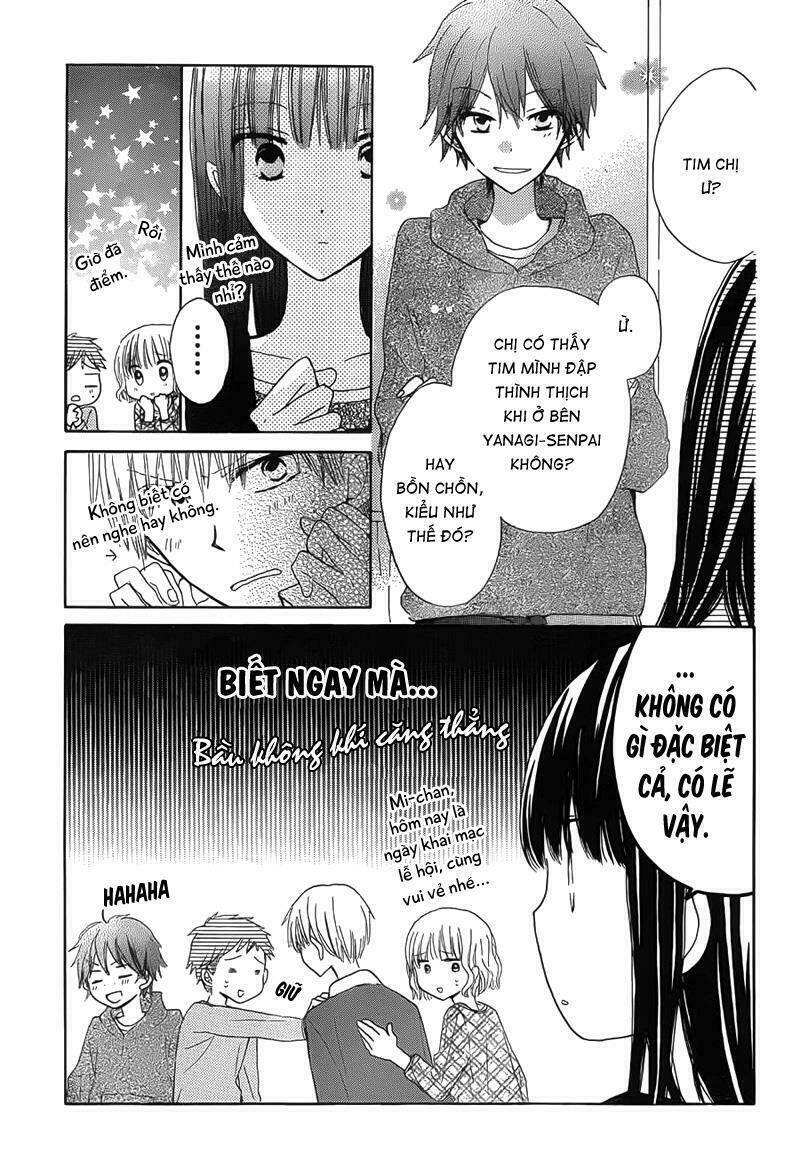 TIM CHỊ
Ư?
Ừ.
CHỊ CÓ THẤY
TIM MÌNH ĐẬP
THÌNH THỊCH
KHI Ở BÊN
YANAGI-SENPAI
KHÔNG?
HAY
BỒN CHỒN,
KIỂU NHƯ
THẾ ĐÓ?
Mình cảm
thấy thế nào
nhỉ?
......
Rồi
Giờ đã
điểm.
Không biết có
nên nghe hay không.
...
KHÔNG CÓ
GÌ ĐẶC BIỆT
CẢ, CÓ LẼ
VẬY.
BIẾT NGAY MÀ...
Bầu không khí căng thẳng
Mi-chan,
hôm nay là
ngày khai mạc
lễ hội, cùng
vui vẻ nhé...
GIỮ
HAHAHA